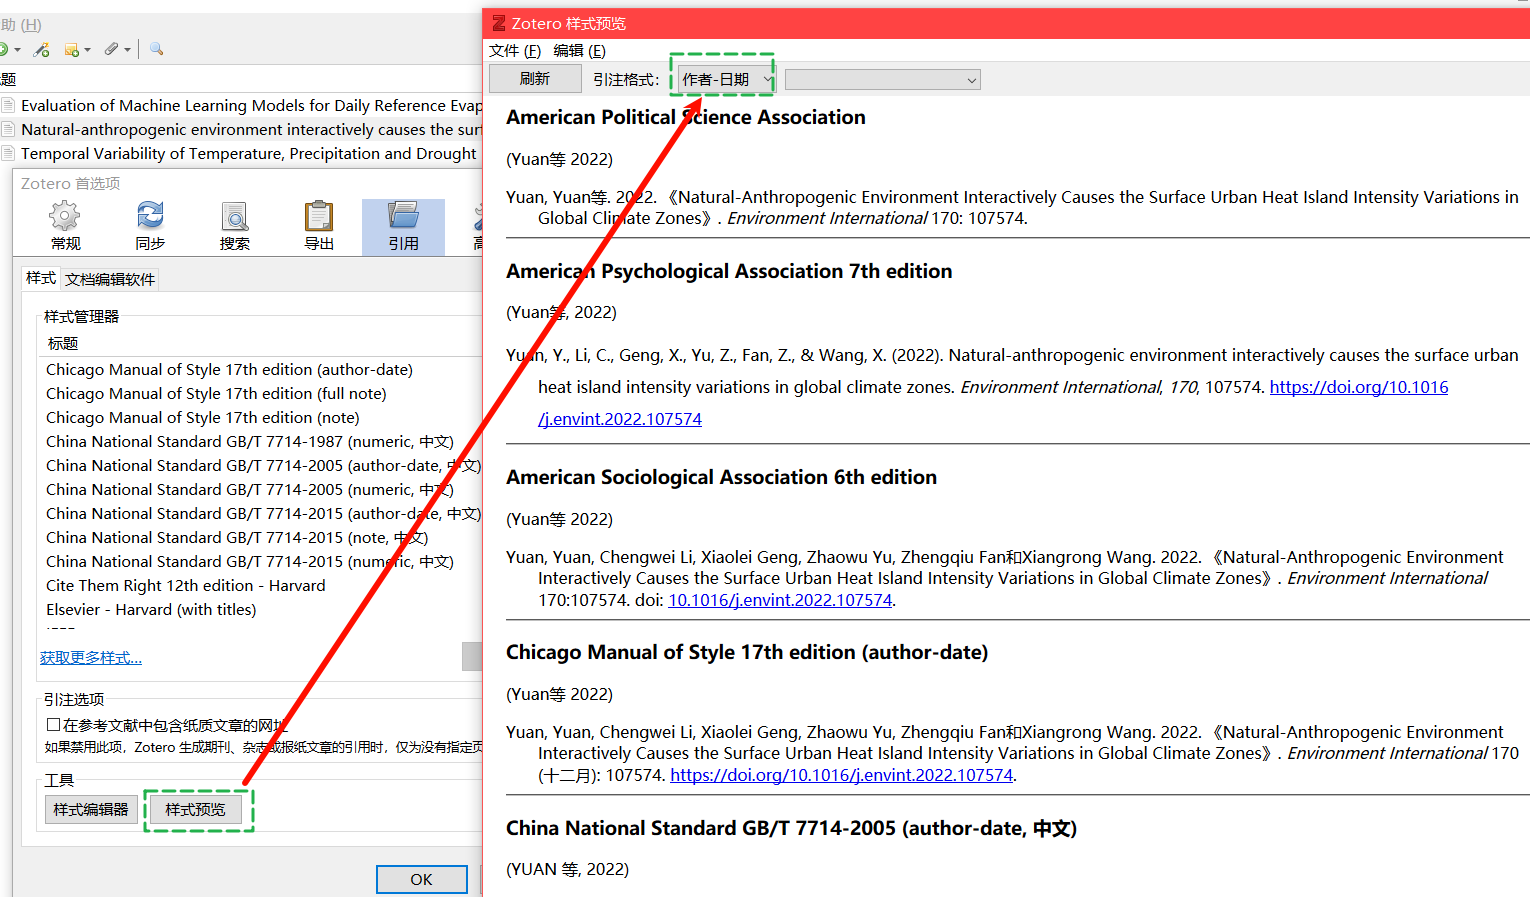 助 (H)
题
Evaluation of Machine Learning Models for Daily Reference Evap
Natural-anthropogenic environment interactively causes the surf
Temporal Variability of Temperature, Precipitation and Drought
Zotero 首选项
常规
同步
搜索
导出
引用
高
样式
文档编辑软件
样式管理器
标题
Chicago Manual of Style 17th edition (author-date)
Chicago Manual of Style 17th edition (full note)
Chicago Manual of Style 17th edition (note)
China National Standard GB/T 7714-1987 (numeric, 中文)
China National Standard GB/T 7714-2005 (author-date, 中文)
China National Standard GB/T 7714-2005 (numeric, 中文)
China National Standard GB/T 7714-2015 (author-date, 中文)
China National Standard GB/T 7714-2015 (note, 中文)
China National Standard GB/T 7714-2015 (numeric, 中文)
Cite Them Right 12th edition - Harvard
Elsevier - Harvard (with titles)
获取更多样式...
引注选项
在参考文献中包含纸质文章的网址
如果禁用此项，Zotero 生成期刊、杂志或报纸文章的引用时，仅为没有指定页
工具
样式编辑器
样式预览
OK
Zotero 样式预览
文件 (F) 编辑 (E)
刷新
引注格式：
作者-日期
American Political Science Association
(Yuan等 2022)
Yuan, Yuan等. 2022. 《Natural-Anthropogenic Environment Interactively Causes the Surface Urban Heat Island Intensity Variations in
Global Climate Zones》. Environment International 170: 107574.
American Psychological Association 7th edition
(Yuan等, 2022)
Yuan, Y., Li, C., Geng, X., Yu, Z., Fan, Z., & Wang, X. (2022). Natural-anthropogenic environment interactively causes the surface urban
heat island intensity variations in global climate zones. Environment International, 170, 107574. https://doi.org/10.1016
/j.envint.2022.107574
American Sociological Association 6th edition
(Yuan等 2022)
Yuan, Yuan, Chengwei Li, Xiaolei Geng, Zhaowu Yu, Zhengqiu Fan和Xiangrong Wang. 2022. 《Natural-Anthropogenic Environment
Interactively Causes the Surface Urban Heat Island Intensity Variations in Global Climate Zones》. Environment International
170:107574. doi: 10.1016/j.envint.2022.107574.
Chicago Manual of Style 17th edition (author-date)
(Yuan等 2022)
Yuan, Yuan, Chengwei Li, Xiaolei Geng, Zhaowu Yu, Zhengqiu Fan和Xiangrong Wang. 2022. 《Natural-Anthropogenic Environment
Interactively Causes the Surface Urban Heat Island Intensity Variations in Global Climate Zones》. Environment International 170
(十二月): 107574. https://doi.org/10.1016/j.envint.2022.107574.
China National Standard GB/T 7714-2005 (author-date, 中文)
(YUAN 等, 2022)